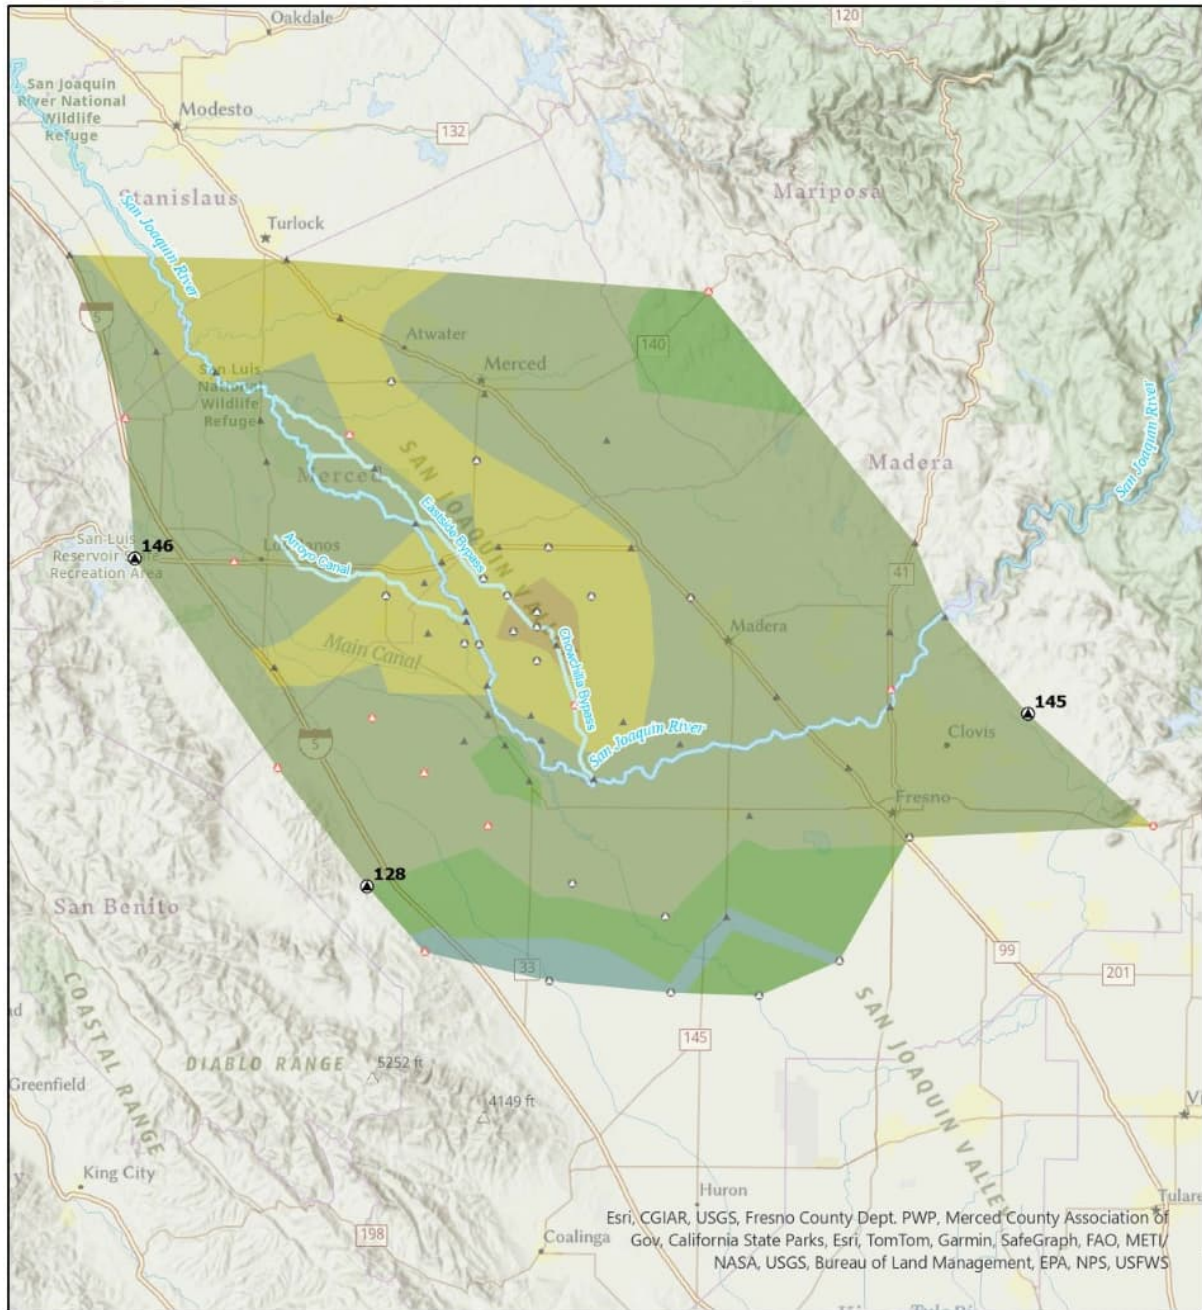 Oakdale
120
San Joaquin
River National
Wildlife
Refuge
Modesto
132
Stanislaus
Mariposa
San Joaquin River
Turlock
5
Atwater
140
Merced
San Luis
National
Wildlife
Refuge
San Joaquin River
SAN JOAQUIN VALL
Madera
Merced
Eastside Bypass
146
San Luis
Reservoir
Recreation Area
Arroyo Canal
Los Banos
41
Madera
Main Canal
Chowchilla Bypass
145
San Joaquin River
5
Clovis
Fresno
128
San Benito
33
99
201
COASTAL RANGE
SAN JOAQUIN VALLEY
145
DIABLO RANGE
5252 ft
Greenfield
4149 ft
Vi
King City
Huron
Tulare
198
Coalinga
Esri, CGIAR, USGS, Fresno County Dept. PWP, Merced County Association of
Gov, California State Parks, Esri, TomTom, Garmin, SafeGraph, FAO, METI/
NASA, USGS, Bureau of Land Management, EPA, NPS, USFWS